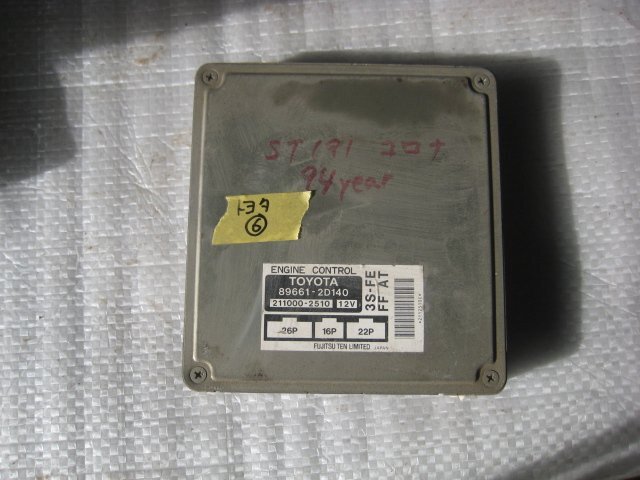 ST191 コロナ
94year
トヨタ
⑥
ENGINE CONTROL
TOYOTA
89661-2D140
211000-2510 12V
3S-FE
FF AT
26P 16P 22P
FUJITSU TEN LIMITED JAPAN